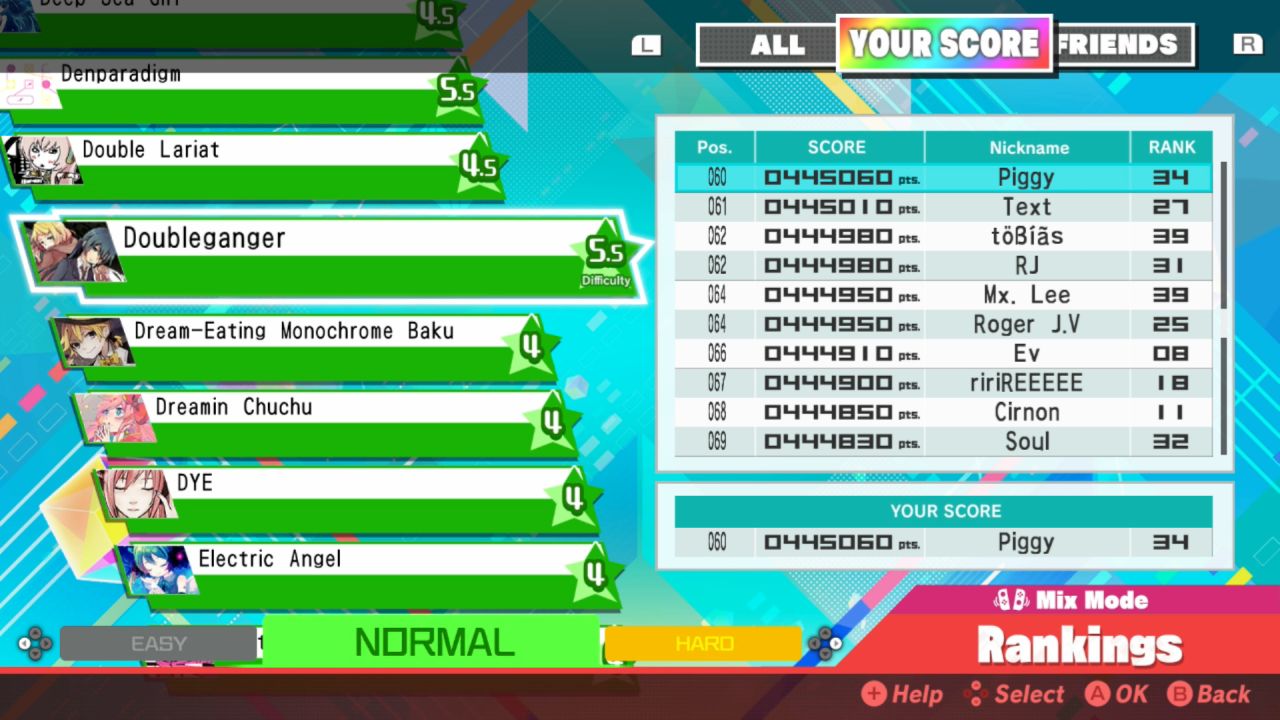 Deep Sea Girl
4.5
L
ALL
YOUR SCORE
FRIENDS
R
Denparadigm
5.5
Double Lariat
4.5
Doubleganger
5.5
Difficulty
Dream-Eating Monochrome Baku
4
Dreamin Chuchu
4
DYE
4
Electric Angel
4
EASY
NORMAL
HARD
Pos. SCORE Nickname RANK
060 0445060 pts. Piggy 34
061 0445010 pts. Text 27
062 0444980 pts. tößíãs 39
062 0444980 pts. RJ 31
064 0444950 pts. Mx. Lee 39
064 0444950 pts. Roger J.V 25
066 0444910 pts. Ev 08
067 0444900 pts. ririREEEEE 18
068 0444850 pts. Cirnon 11
069 0444830 pts. Soul 32
YOUR SCORE
060 0445060 pts. Piggy 34
Mix Mode
Rankings
+ Help Select A OK B Back